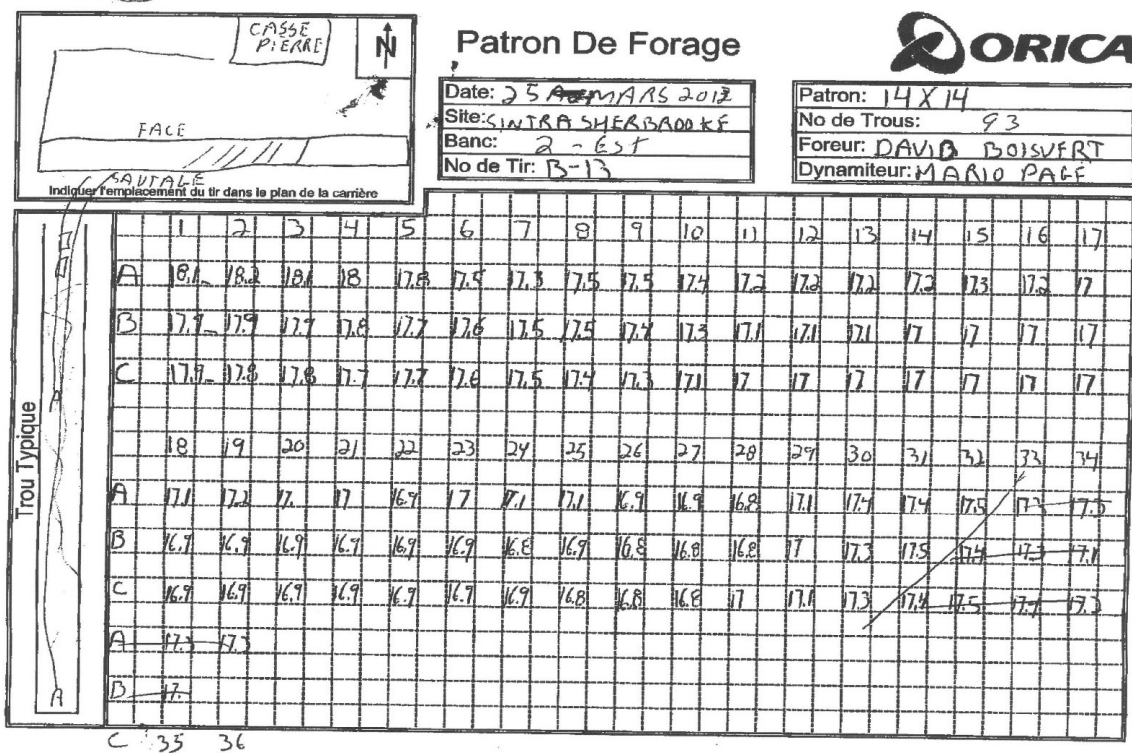 CASSE
PIERRE
N
FACE
SAUTAGE
Indiquer l'emplacement du tir dans le plan de la carrière
Patron De Forage
ORICA
Date: 25 MARS 2012
Site: SINTRA SHERBROOKE
Banc: 2 - EST
No de Tir: B-13
Patron: 14 X 14
No de Trous: 93
Foreur: DAVID BOISVERT
Dynamiteur: MARIO PAGE
Trou Typique
A
A
1 2 3 4 5 6 7 8 9 10 11 12 13 14 15 16 17
A 18.1 18.2 18.1 18 17.8 17.5 17.3 17.5 17.5 17.4 17.2 17.2 17.2 17.2 17.3 17.2 17
B 17.9 17.9 17.9 17.8 17.7 17.6 17.5 17.5 17.4 17.3 17.1 17.1 17.1 17 17 17 17
C 17.9 17.8 17.8 17.7 17.7 17.6 17.5 17.4 17.3 17.1 17 17 17 17 17 17 17
18 19 20 21 22 23 24 25 26 27 28 29 30 31 32 33 34
A 17.1 17.2 17. 17 16.9 17 17.1 17.1 16.9 16.9 16.8 17.1 17.4 17.4 17.5 17.3 17.5
B 16.9 16.9 16.9 16.9 16.9 16.9 16.8 16.9 16.8 16.8 16.8 17 17.3 17.5 17.4 17.3 17.1
C 16.9 16.9 16.9 16.9 16.9 16.9 16.9 16.8 16.8 16.8 17 17.1 17.3 17.4 17.5 17.4 17.3
A 17.3 17.3
B 17.
C 35 36